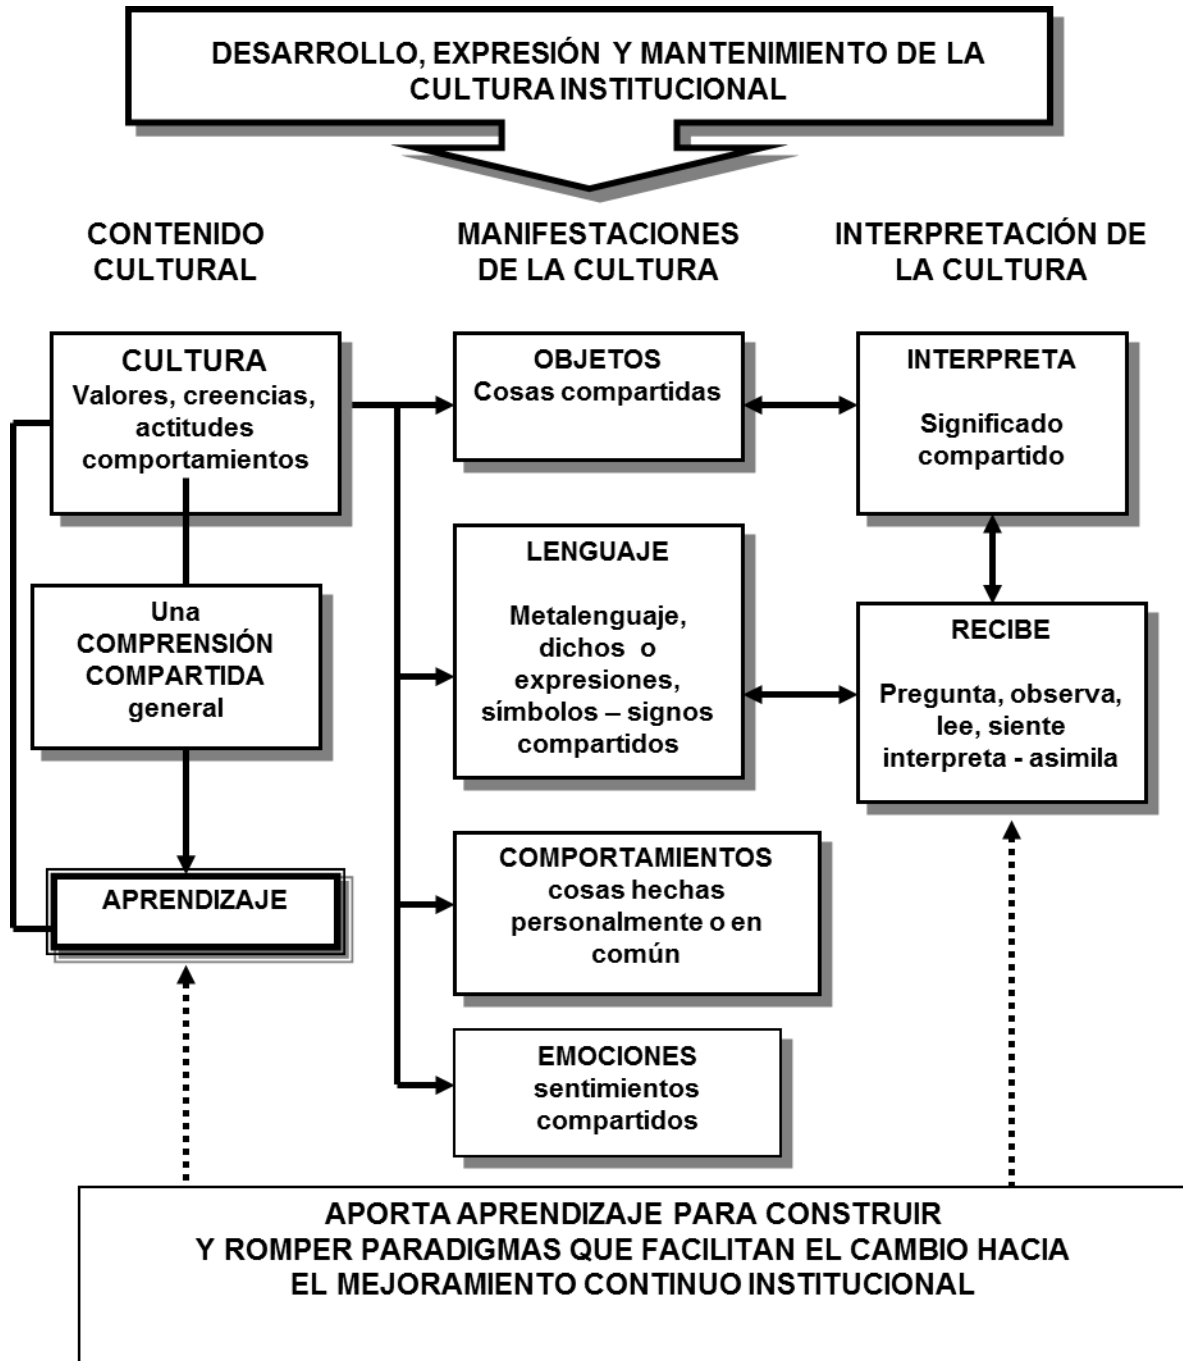 DESARROLLO, EXPRESIÓN Y MANTENIMIENTO DE LA
CULTURA INSTITUCIONAL
CONTENIDO
CULTURAL
MANIFESTACIONES
DE LA CULTURA
INTERPRETACIÓN DE
LA CULTURA
CULTURA
Valores, creencias,
actitudes
comportamientos
Una
COMPRENSIÓN
COMPARTIDA
general
APRENDIZAJE
OBJETOS
Cosas compartidas
LENGUAJE
Metalenguaje,
dichos o
expresiones,
símbolos – signos
compartidos
COMPORTAMIENTOS
cosas hechas
personalmente o en
común
EMOCIONES
sentimientos
compartidos
INTERPRETA
Significado
compartido
RECIBE
Pregunta, observa,
lee, siente
interpreta - asimila
APORTA APRENDIZAJE PARA CONSTRUIR
Y ROMPER PARADIGMAS QUE FACILITAN EL CAMBIO HACIA
EL MEJORAMIENTO CONTINUO INSTITUCIONAL